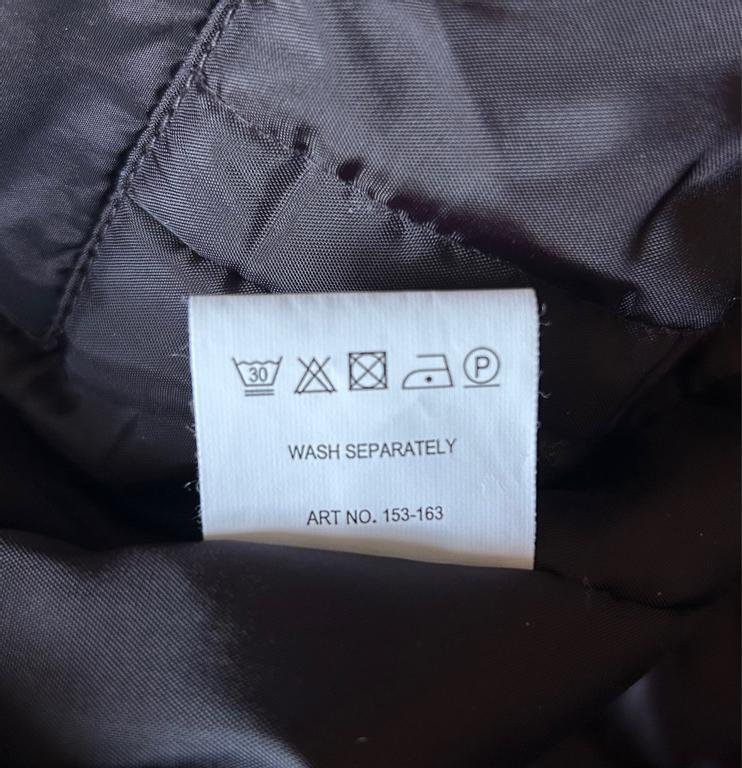 30 P
WASH SEPARATELY
ART NO. 153-163